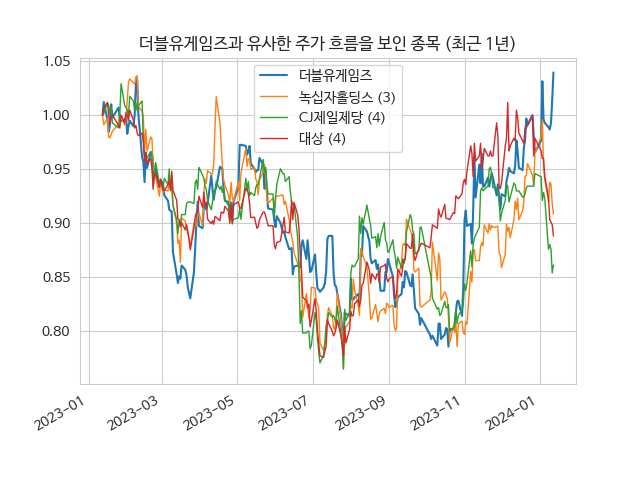 더블유게임즈과 유사한 주가 흐름을 보인 종목 (최근 1년)
더블유게임즈
녹십자홀딩스 (3)
CJ제일제당 (4)
대상 (4)
1.05
1.00
0.95
0.90
0.85
0.80
2023-01
2023-03
2023-05
2023-07
2023-09
2023-11
2024-01